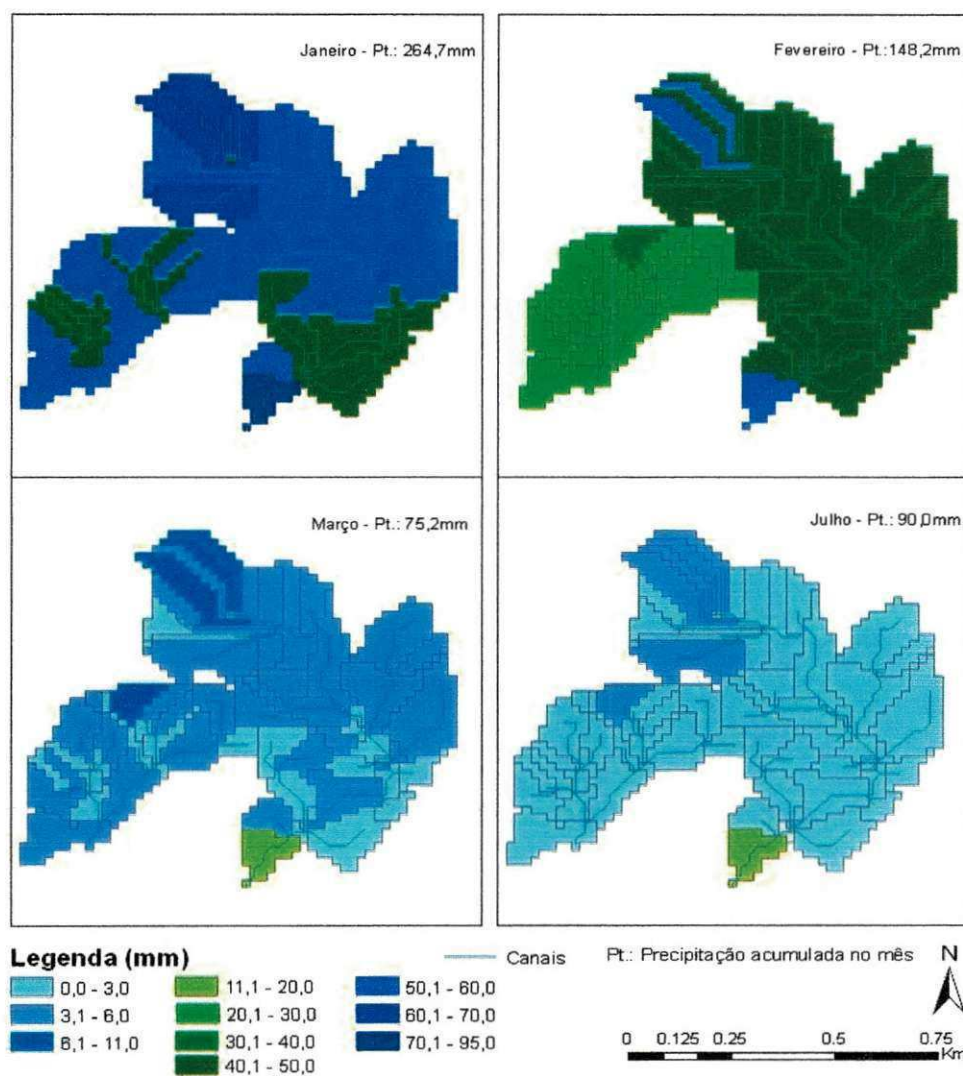 Janeiro - Pt.: 264,7mm
Fevereiro - Pt.:148,2mm
Março - Pt.: 75,2mm
Julho - Pt.: 90,0mm
Legenda (mm)
0,0 - 3,0
3,1 - 6,0
6,1 - 11,0
11,1 - 20,0
20,1 - 30,0
30,1 - 40,0
40,1 - 50,0
50,1 - 60,0
60,1 - 70,0
70,1 - 95,0
Canais
Pt.: Precipitação acumulada no mês
N
0 0.125 0.25 0.5 0.75
Km